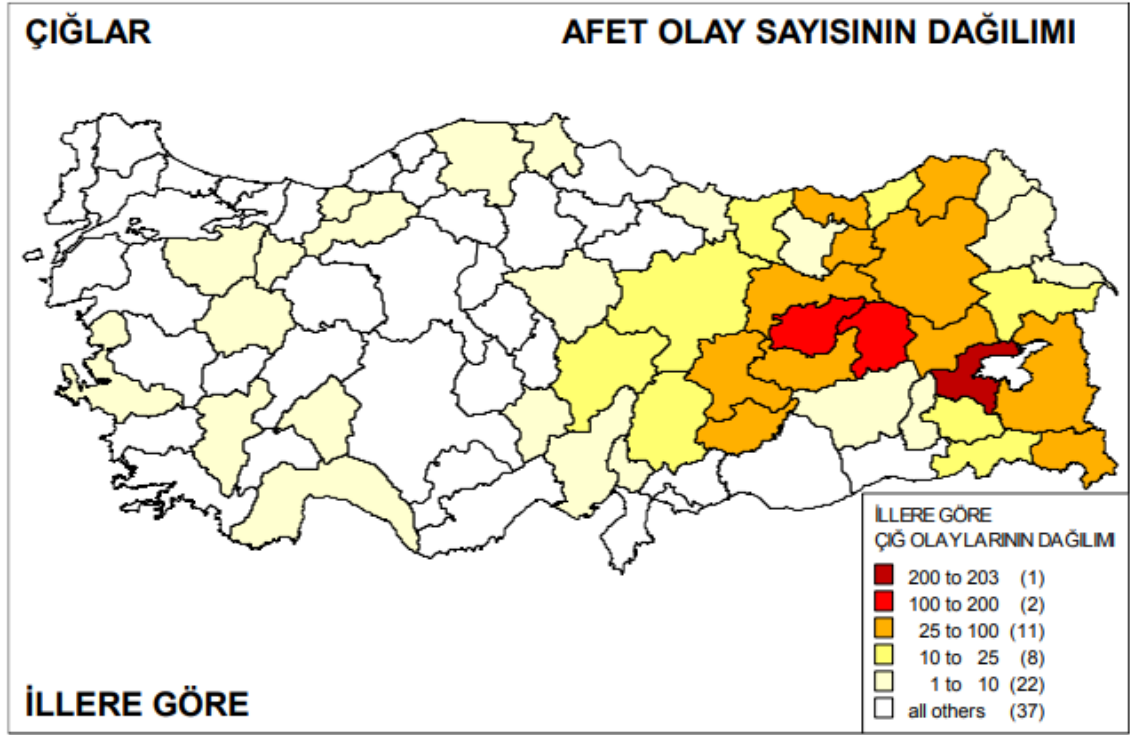 ÇIĞLAR
AFET OLAY SAYISININ DAĞILIMI
İLLERE GÖRE
ÇIĞ OLAYLARININ DAĞILIMI
200 to 203 (1)
100 to 200 (2)
25 to 100 (11)
10 to 25 (8)
1 to 10 (22)
all others (37)
İLLERE GÖRE